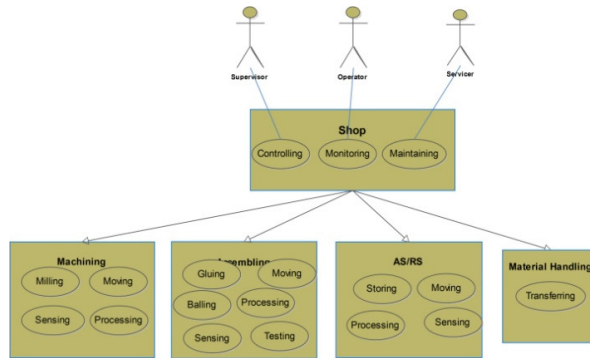 Supervisor Operator Servicer
Shop
Controlling Monitoring Maintaining
Machining
Milling Moving
Sensing Processing
Assembling
Gluing Moving
Balling Processing
Sensing Testing
AS/RS
Storing Moving
Processing Sensing
Material Handling
Transferring